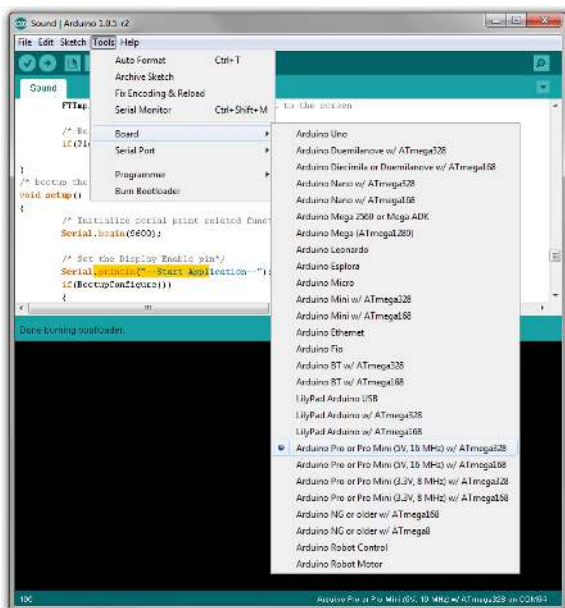 Sound | Arduino 1.0.5-r2
File Edit Sketch Tools Help
Auto Format Ctrl+T
Archive Sketch
Fix Encoding & Reload
Serial Monitor Ctrl+Shift+M
Board
Serial Port
Programmer
Burn Bootloader
Sound
to the screen
/* bootup the
void setup()
{
/* Initialize serial print related func
Serial.begin(9600);
/* Set the Display Enable pin*/
Serial.println("--Start Application--");
if(BootupConfigure())
{
Done burning bootloader.
Arduino Uno
Arduino Duemilanove w/ ATmega328
Arduino Diecimila or Duemilanove w/ ATmega168
Arduino Nano w/ ATmega328
Arduino Nano w/ ATmega168
Arduino Mega 2560 or Mega ADK
Arduino Mega (ATmega1280)
Arduino Leonardo
Arduino Esplora
Arduino Micro
Arduino Mini w/ ATmega328
Arduino Mini w/ ATmega168
Arduino Ethernet
Arduino Fio
Arduino BT w/ ATmega328
Arduino BT w/ ATmega168
LilyPad Arduino USB
LilyPad Arduino w/ ATmega328
LilyPad Arduino w/ ATmega168
Arduino Pro or Pro Mini (5V, 16 MHz) w/ ATmega328
Arduino Pro or Pro Mini (5V, 16 MHz) w/ ATmega168
Arduino Pro or Pro Mini (3.3V, 8 MHz) w/ ATmega328
Arduino Pro or Pro Mini (3.3V, 8 MHz) w/ ATmega168
Arduino NG or older w/ ATmega168
Arduino NG or older w/ ATmega8
Arduino Robot Control
Arduino Robot Motor
Arduino Pro or Pro Mini (5V, 16 MHz) w/ ATmega328 on